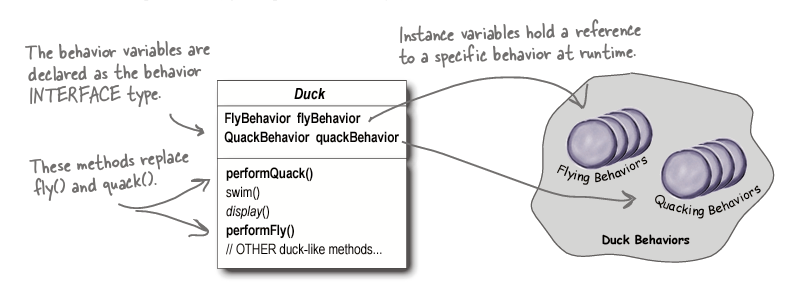 The behavior variables are
declared as the behavior
INTERFACE type.
These methods replace
fly() and quack().
Duck
FlyBehavior flyBehavior
QuackBehavior quackBehavior
performQuack()
swim()
display()
performFly()
// OTHER duck-like methods...
Instance variables hold a reference
to a specific behavior at runtime.
Flying Behaviors
Quacking Behaviors
Duck Behaviors